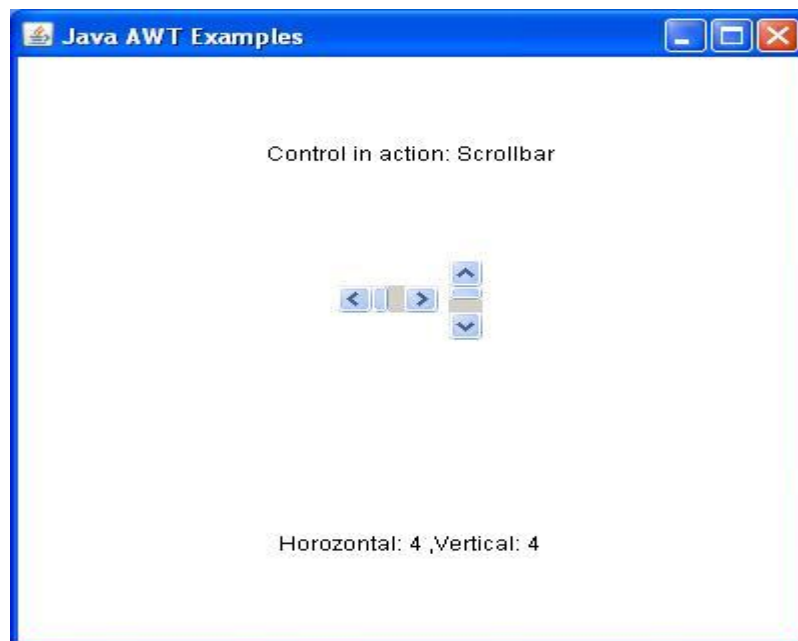 Java AWT Examples
Control in action: Scrollbar
Horozontal: 4 ,Vertical: 4